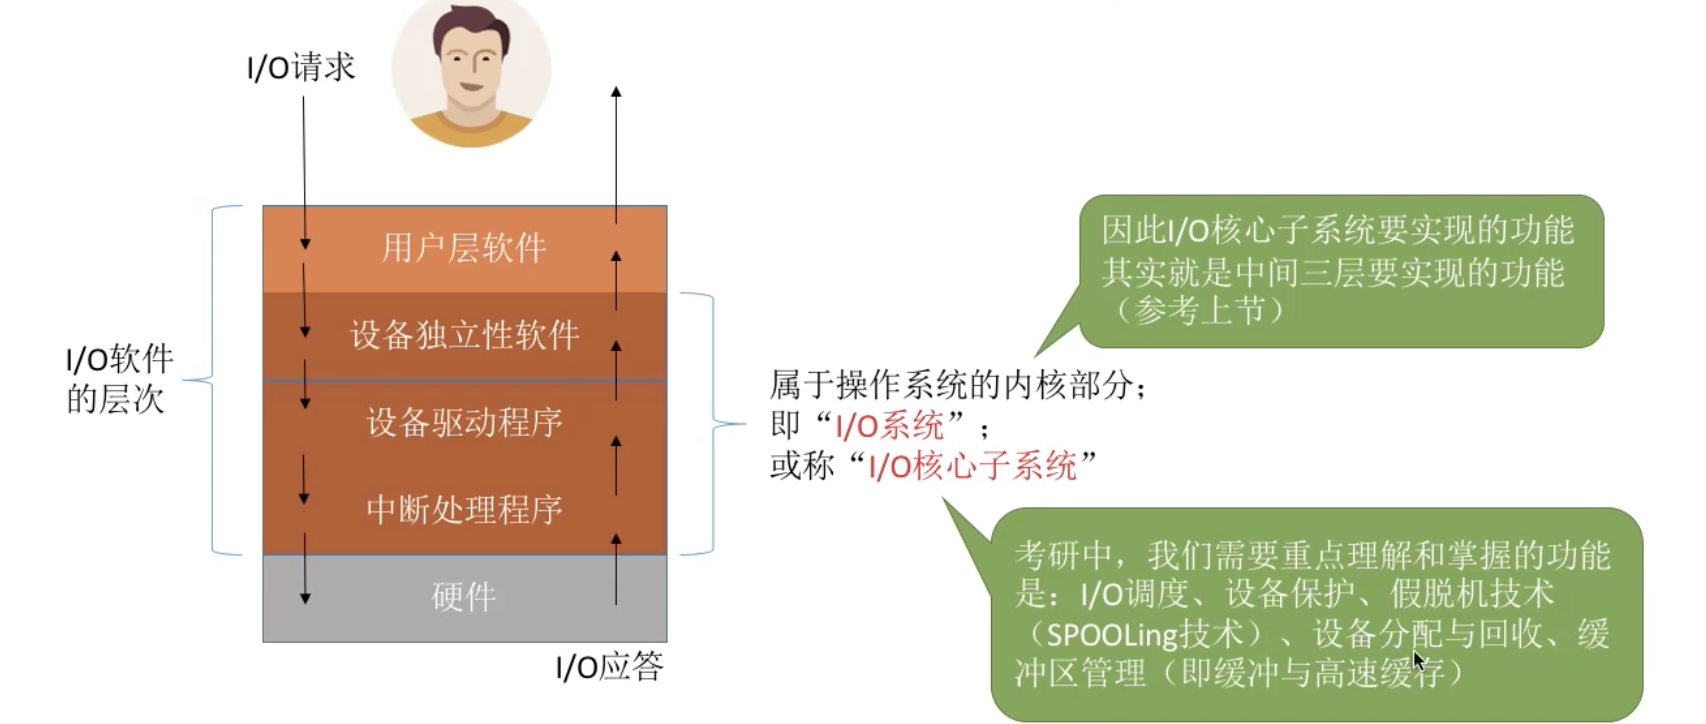 I/O请求
用户层软件
设备独立性软件
设备驱动程序
中断处理程序
硬件
I/O应答
I/O软件
的层次
因此I/O核心子系统要实现的功能
其实就是中间三层要实现的功能
（参考上节）
属于操作系统的内核部分；
即“I/O系统”；
或称“I/O核心子系统”
考研中，我们需要重点理解和掌握的功能
是：I/O调度、设备保护、假脱机技术
（SPOOLing技术）、设备分配与回收、缓
冲区管理（即缓冲与高速缓存）